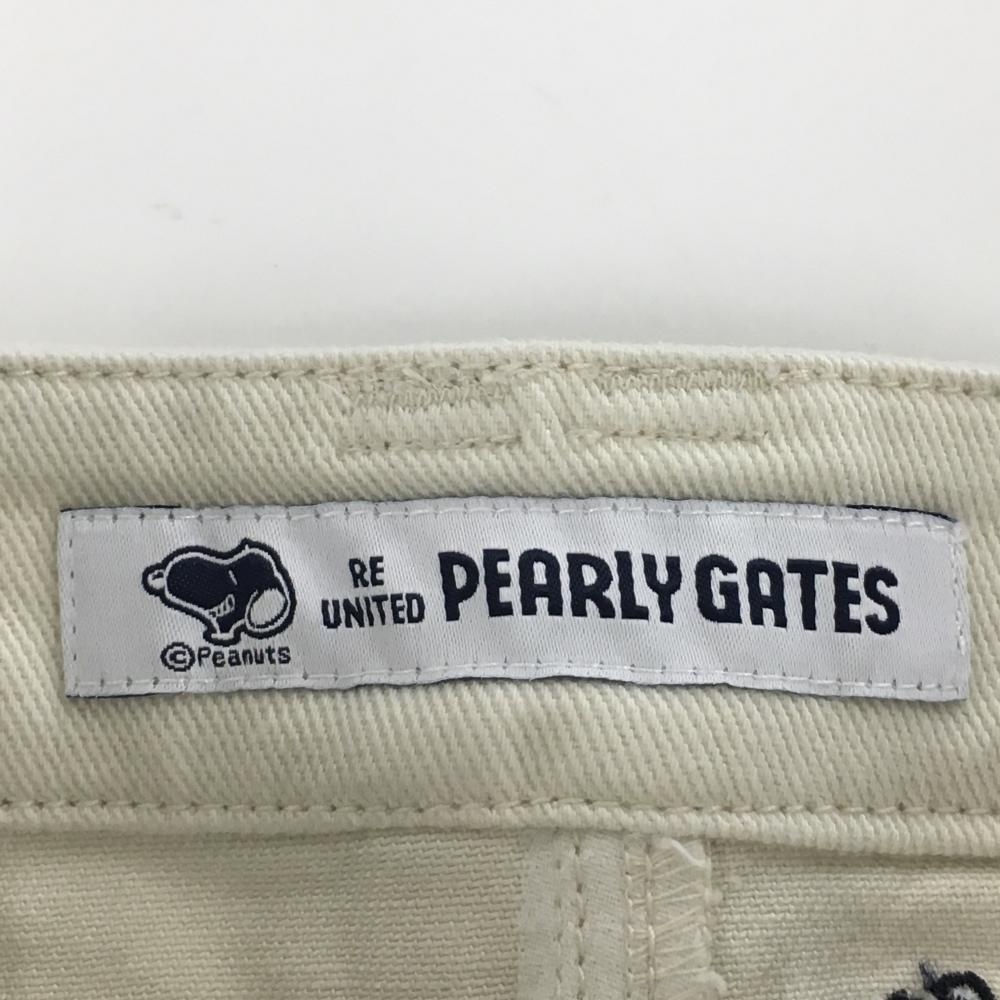 ©Peanuts
RE
UNITED
PEARLY GATES